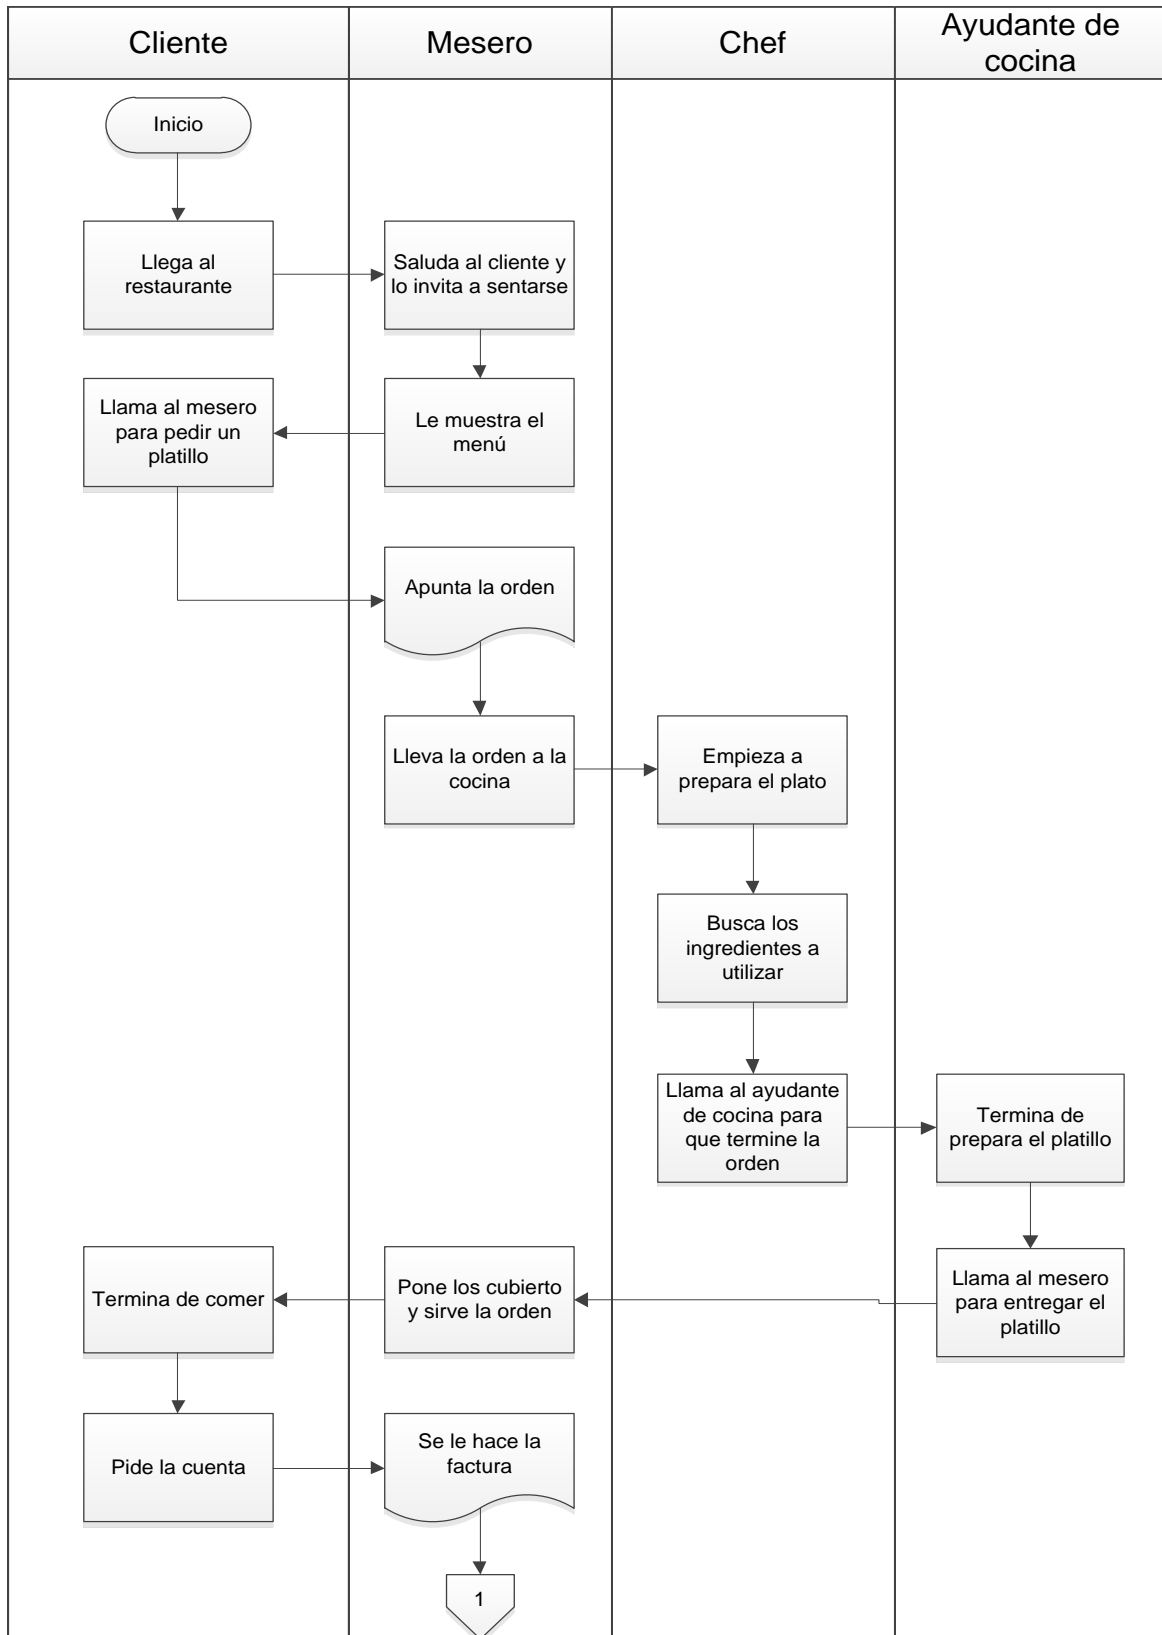 Cliente
Mesero
Chef
Ayudante de
cocina
Inicio
Llega al
restaurante
Saluda al cliente y
lo invita a sentarse
Llama al mesero
para pedir un
platillo
Le muestra el
menú
Apunta la orden
Lleva la orden a la
cocina
Empieza a
prepara el plato
Busca los
ingredientes a
utilizar
Llama al ayudante
de cocina para
que termine la
orden
Termina de
prepara el platillo
Llama al mesero
para entregar el
platillo
Pone los cubierto
y sirve la orden
Termina de comer
Pide la cuenta
Se le hace la
factura
1